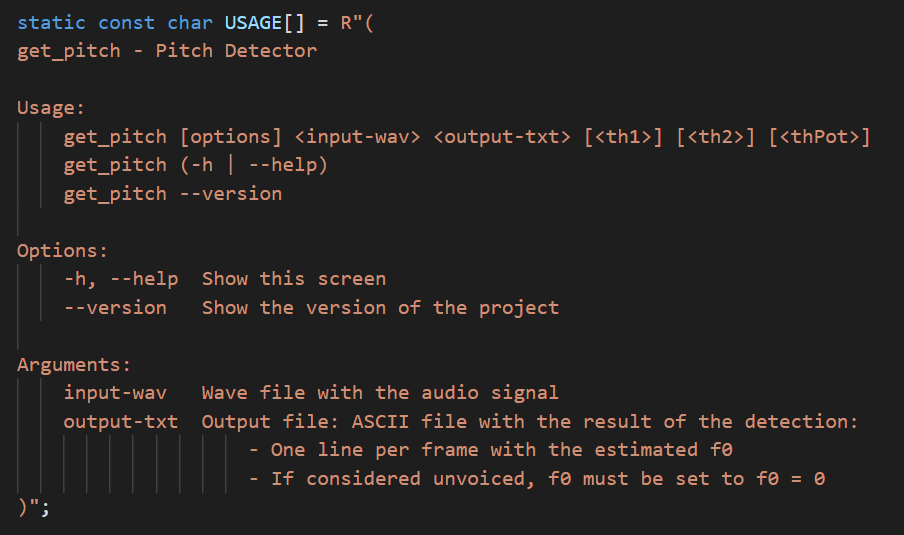 static const char USAGE[] = R"(
get_pitch - Pitch Detector

Usage:
    get_pitch [options] <input-wav> <output-txt> [<th1>] [<th2>] [<thPot>]
    get_pitch (-h | --help)
    get_pitch --version

Options:
    -h, --help  Show this screen
    --version   Show the version of the project

Arguments:
    input-wav   Wave file with the audio signal
    output-txt  Output file: ASCII file with the result of the detection:
                    - One line per frame with the estimated f0
                    - If considered unvoiced, f0 must be set to f0 = 0
)";